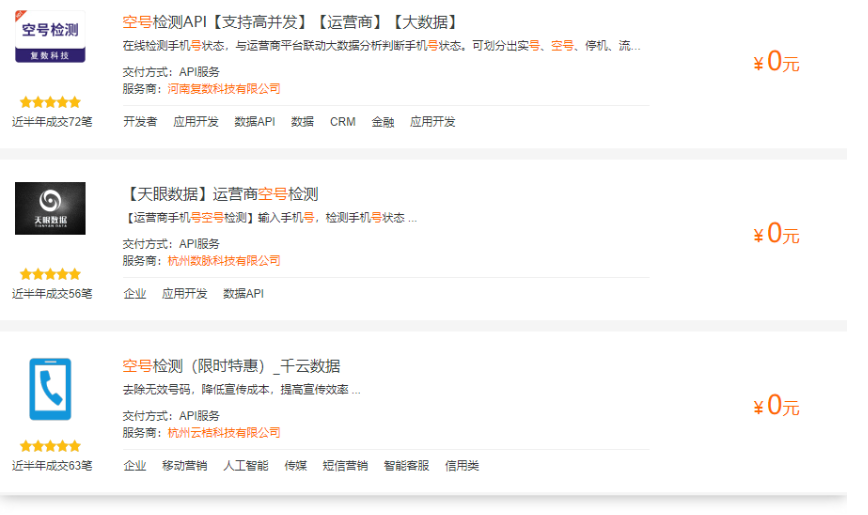 空号检测
复数科技
空号检测API【支持高并发】【运营商】【大数据】
在线检测手机号状态，与运营商平台联动大数据分析判断手机号状态。可划分出实号、空号、停机、流...
交付方式：API服务
服务商：河南复数科技有限公司
¥0元
近半年成交72笔
开发者 应用开发 数据API 数据 CRM 金融 应用开发
天眼数据
【天眼数据】运营商空号检测
【运营商手机号空号检测】输入手机号，检测手机号状态 ...
交付方式：API服务
服务商：杭州数脉科技有限公司
¥0元
近半年成交56笔
企业 应用开发 数据API
空号检测（限时特惠）_千云数据
去除无效号码，降低宣传成本，提高宣传效率 ...
交付方式：API服务
服务商：杭州云桔科技有限公司
¥0元
近半年成交63笔
企业 移动营销 人工智能 传媒 短信营销 智能客服 信用类